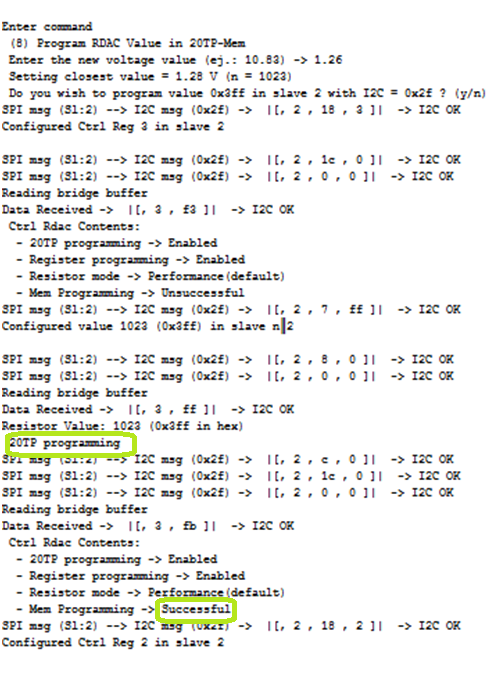 Enter command
(8) Program RDAC Value in 20TP-Mem
Enter the new voltage value (ej.: 10.83) -> 1.26
Setting closest value = 1.28 V (n = 1023)
Do you wish to program value 0x3ff in slave 2 with I2C = 0x2f ? (y/n)
SPI msg (Sl:2) --> I2C msg (0x2f) -> |[, 2 , 18 , 3 ]| -> I2C OK
Configured Ctrl Reg 3 in slave 2
SPI msg (Sl:2) --> I2C msg (0x2f) -> |[, 2 , 1c , 0 ]| -> I2C OK
SPI msg (Sl:2) --> I2C msg (0x2f) -> |[, 2 , 0 , 0 ]| -> I2C OK
Reading bridge buffer
Data Received -> |[, 3 , f3 ]| -> I2C OK
Ctrl Rdac Contents:
- 20TP programming -> Enabled
- Register programming -> Enabled
- Resistor mode -> Performance(default)
- Mem Programming -> Unsuccessful
SPI msg (Sl:2) --> I2C msg (0x2f) -> |[, 2 , 7 , ff ]| -> I2C OK
Configured value 1023 (0x3ff) in slave n 2
SPI msg (Sl:2) --> I2C msg (0x2f) -> |[, 2 , 8 , 0 ]| -> I2C OK
SPI msg (Sl:2) --> I2C msg (0x2f) -> |[, 2 , 0 , 0 ]| -> I2C OK
Reading bridge buffer
Data Received -> |[, 3 , ff ]| -> I2C OK
Resistor Value: 1023 (0x3ff in hex)
20TP programming
SPI msg (Sl:2) --> I2C msg (0x2f) -> |[, 2 , c , 0 ]| -> I2C OK
SPI msg (Sl:2) --> I2C msg (0x2f) -> |[, 2 , 1c , 0 ]| -> I2C OK
SPI msg (Sl:2) --> I2C msg (0x2f) -> |[, 2 , 0 , 0 ]| -> I2C OK
Reading bridge buffer
Data Received -> |[, 3 , fb ]| -> I2C OK
Ctrl Rdac Contents:
- 20TP programming -> Enabled
- Register programming -> Enabled
- Resistor mode -> Performance(default)
- Mem Programming -> Successful
SPI msg (Sl:2) --> I2C msg (0x2f) -> |[, 2 , 18 , 2 ]| -> I2C OK
Configured Ctrl Reg 2 in slave 2